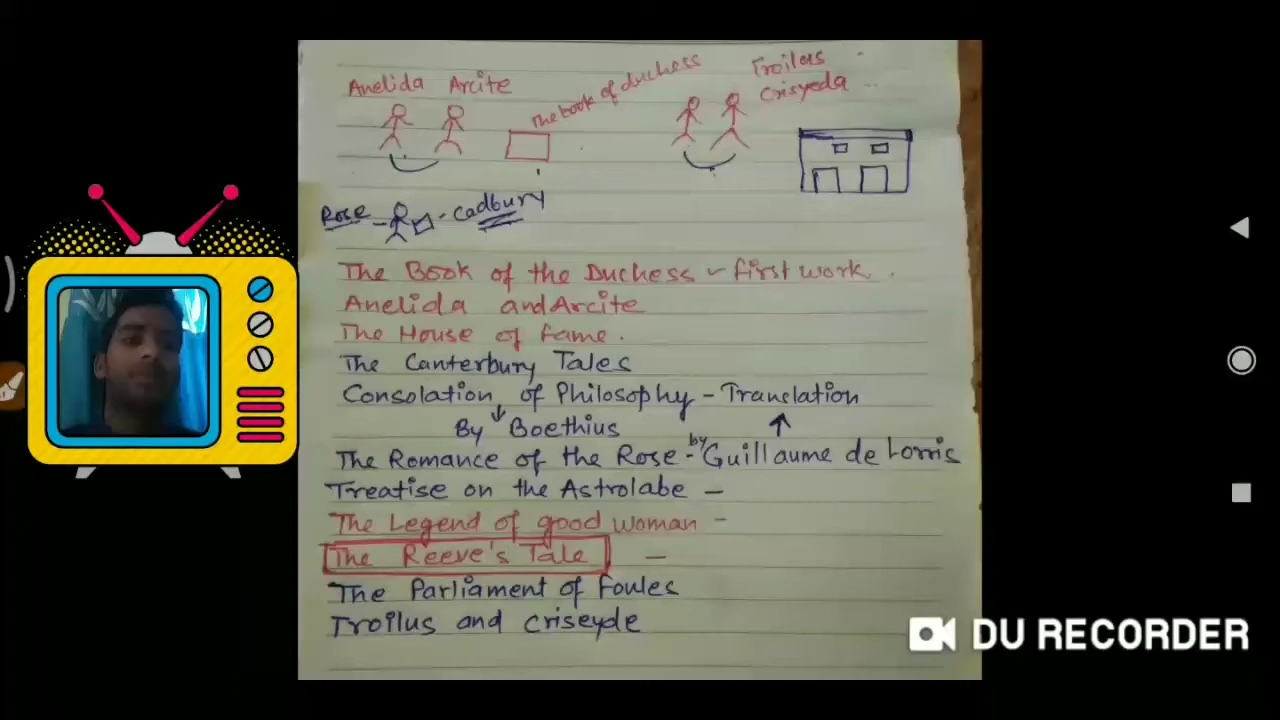 Anelida Arcite
The book of duchess
Troilus
Crisyeda
Rose - Cadbury
The Book of the Duchess - first work.
Anelida and Arcite
The House of fame.
The Canterbury Tales
Consolation of Philosophy - Translation
By Boethius
The Romance of the Rose - by Guillaume de Lorris
Treatise on the Astrolabe -
The Legend of good woman -
The Reeve's Tale -
The Parliament of foules
Troilus and criseyde
DU RECORDER